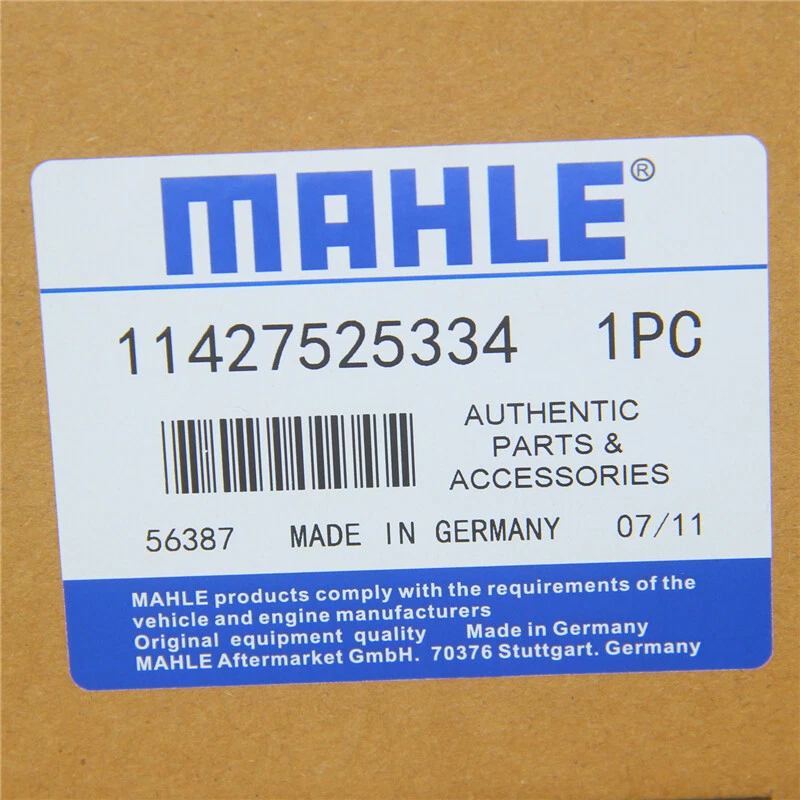 MAHLE®
11427525334 1PC
AUTHENTIC
PARTS &
ACCESSORIES
56387 MADE IN GERMANY 07/11
MAHLE products comply with the requirements of the
vehicle and engine manufacturers
Original equipment quality Made in Germany
MAHLE Aftermarket GmbH. 70376 Stuttgart. Germany